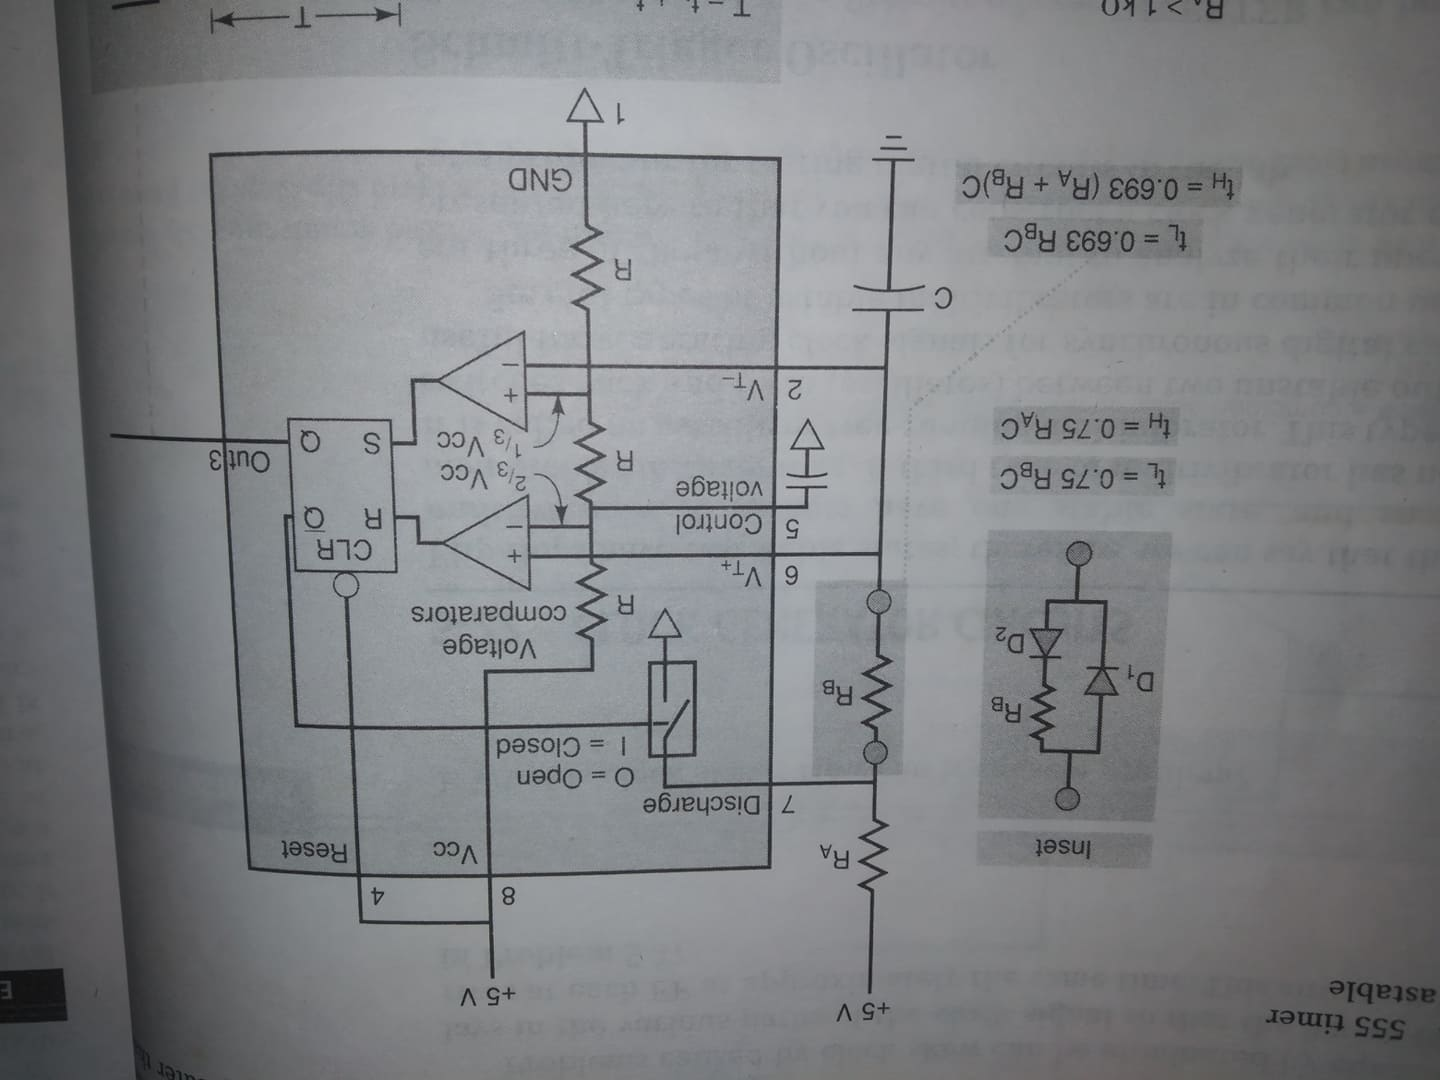 555 timer
astable
+5 V
+5 V
8
4
RA
Vcc
Reset
Inset
7
Discharge
O = Open
I = Closed
RB
D1
RB
D2
Voltage
comparators
R
6
VT+
CLR
5
Control
voltage
2/3 Vcc
R
Q̅
tL = 0.75 RBC
tH = 0.75 RAC
R
1/3 Vcc
S
Q
Out 3
2
VT–
+
–
+
–
C
R
tL = 0.693 RBC
tH = 0.693 (RA + RB)C
GND
1
T